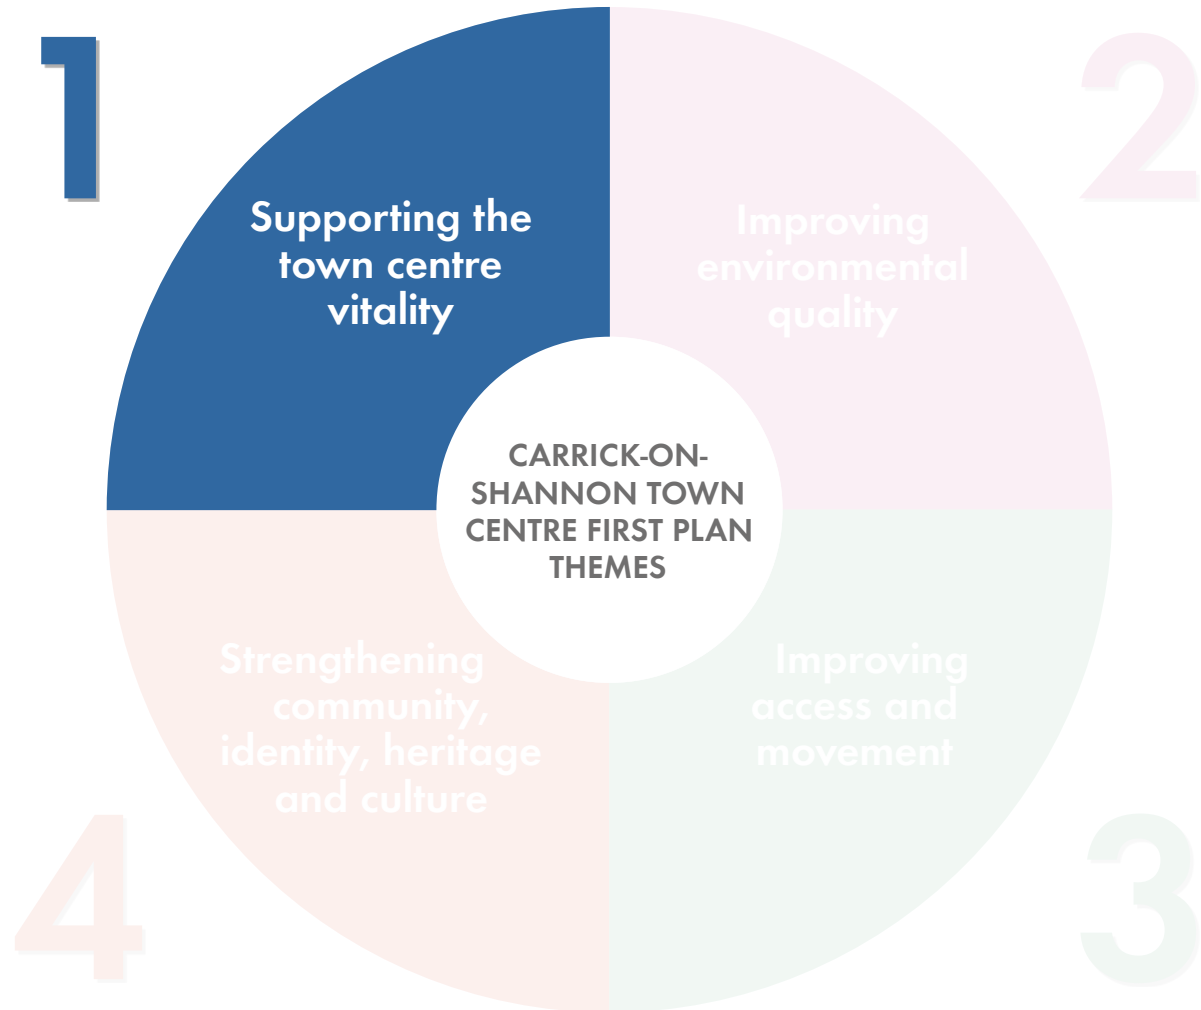 1
Supporting the
town centre
vitality
2
Improving
environmental
quality
CARRICK-ON-
SHANNON TOWN
CENTRE FIRST PLAN
THEMES
Strengthening
community,
identity, heritage
and culture
4
Improving
access and
movement
3